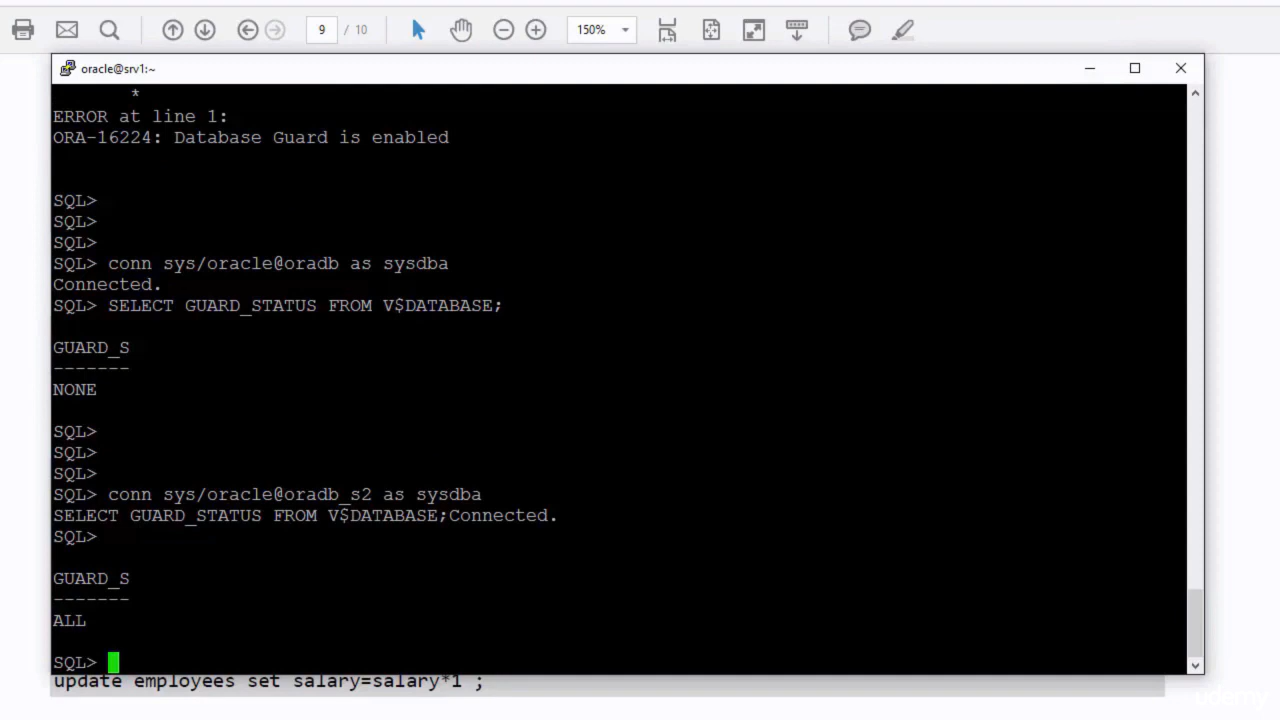 9 / 10
150%
oracle@srv1:~
*
ERROR at line 1:
ORA-16224: Database Guard is enabled
SQL>
SQL>
SQL>
SQL> conn sys/oracle@oradb as sysdba
Connected.
SQL> SELECT GUARD_STATUS FROM V$DATABASE;
GUARD_S
-------
NONE
SQL>
SQL>
SQL>
SQL> conn sys/oracle@oradb_s2 as sysdba
SELECT GUARD_STATUS FROM V$DATABASE;Connected.
SQL>
GUARD_S
-------
ALL
SQL>
update employees set salary=salary*1 ;
udemy